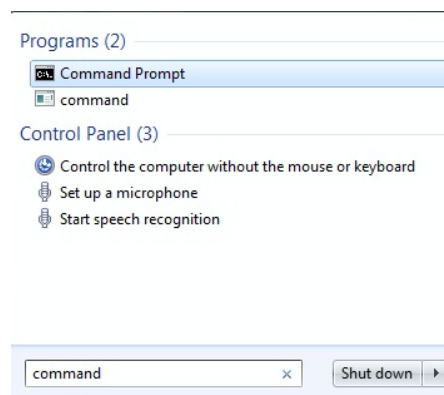 Programs (2)
Command Prompt
command
Control Panel (3)
Control the computer without the mouse or keyboard
Set up a microphone
Start speech recognition
command
Shut down